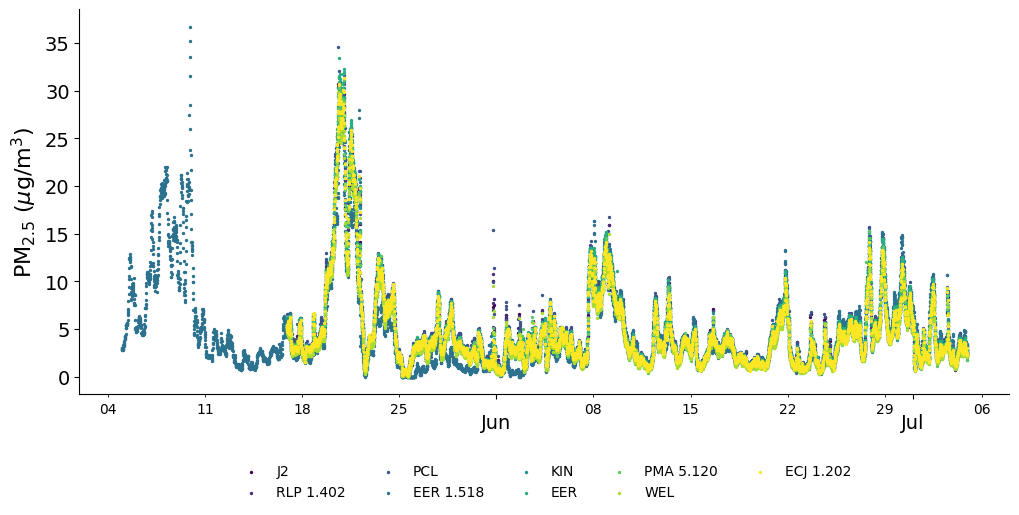 PM2.5 (μg/m3)
35
30
25
20
15
10
5
0
04 11 18 25 08 15 22 29 06
Jun Jul
J2 PCL KIN PMA 5.120 ECJ 1.202
RLP 1.402 EER 1.518 EER WEL